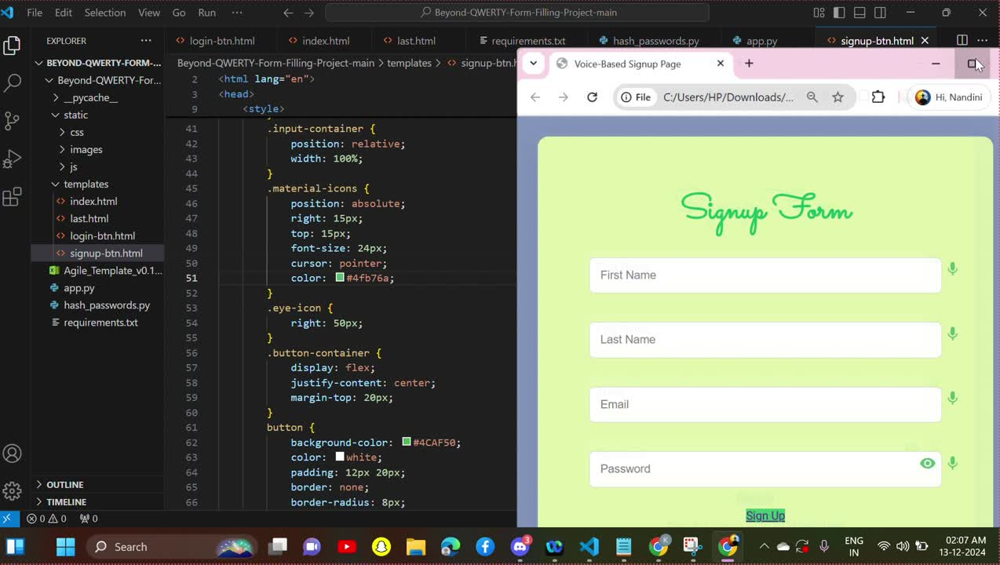 File Edit Selection View Go Run ··· Beyond-QWERTY-Form-Filling-Project-main
EXPLORER ···
login-btn.html index.html last.html requirements.txt hash_passwords.py app.py signup-btn.html
BEYOND-QWERTY-FORM-...
Beyond-QWERTY-For...
__pycache__
static
css
images
js
templates
index.html
last.html
login-btn.html
signup-btn.html
Agile_Template_v0.1...
app.py
hash_passwords.py
requirements.txt
OUTLINE
TIMELINE
Beyond-QWERTY-Form-Filling-Project-main > templates > signup-btn.h
2 <html lang="en">
3 <head>
9 <style>
41 .input-container {
42 position: relative;
43 width: 100%;
44 }
45 .material-icons {
46 position: absolute;
47 right: 15px;
48 top: 15px;
49 font-size: 24px;
50 cursor: pointer;
51 color: #4fb76a;
52 }
53 .eye-icon {
54 right: 50px;
55 }
56 .button-container {
57 display: flex;
58 justify-content: center;
59 margin-top: 20px;
60 }
61 button {
62 background-color: #4CAF50;
63 color: white;
64 padding: 12px 20px;
65 border: none;
66 border-radius: 8px;
Voice-Based Signup Page
File C:/Users/HP/Downloads/... Hi, Nandini
Signup Form
First Name
Last Name
Email
Password
Sign Up
0 0 0
Search
3
K
ENG
IN
02:07 AM
13-12-2024